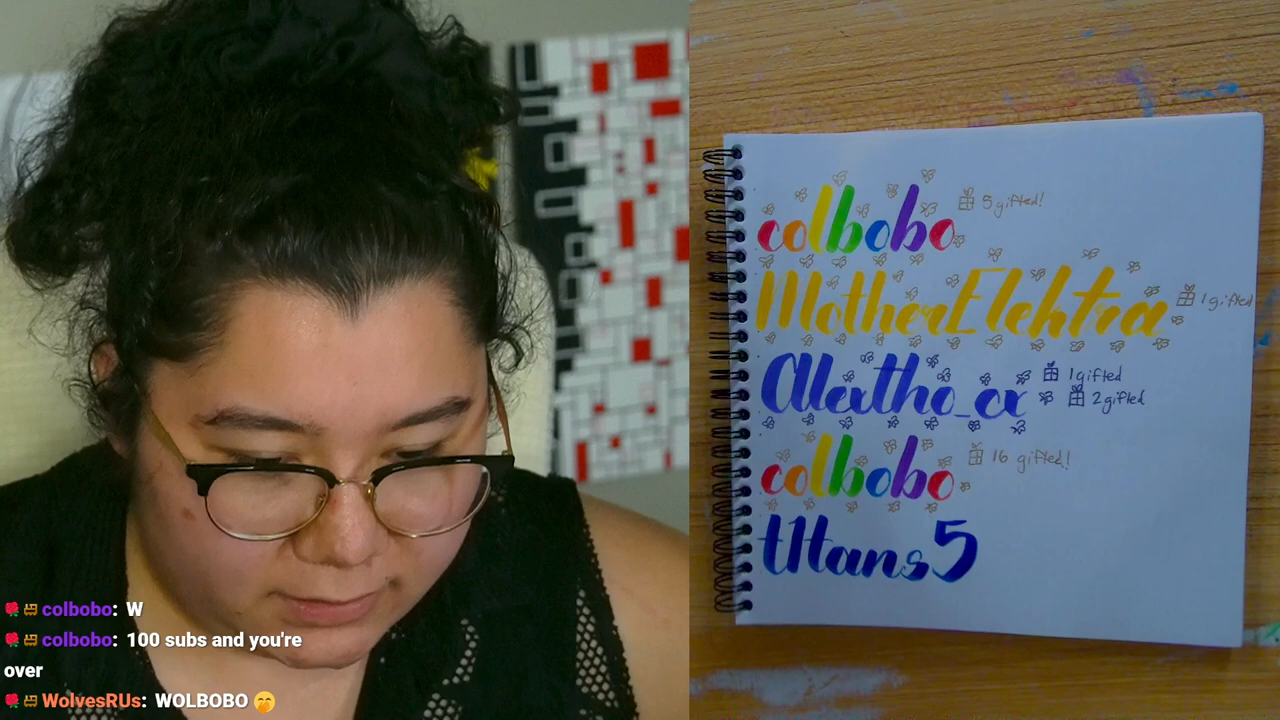 colbobo: W
colbobo: 100 subs and you're
over
WolvesRUs: WOLBOBO 🤭
colbobo 5 gifted!
MotherElektra 1 gifted
Alextho_cx 1 gifted
2 gifted
colbobo 16 gifted!
t1tans5